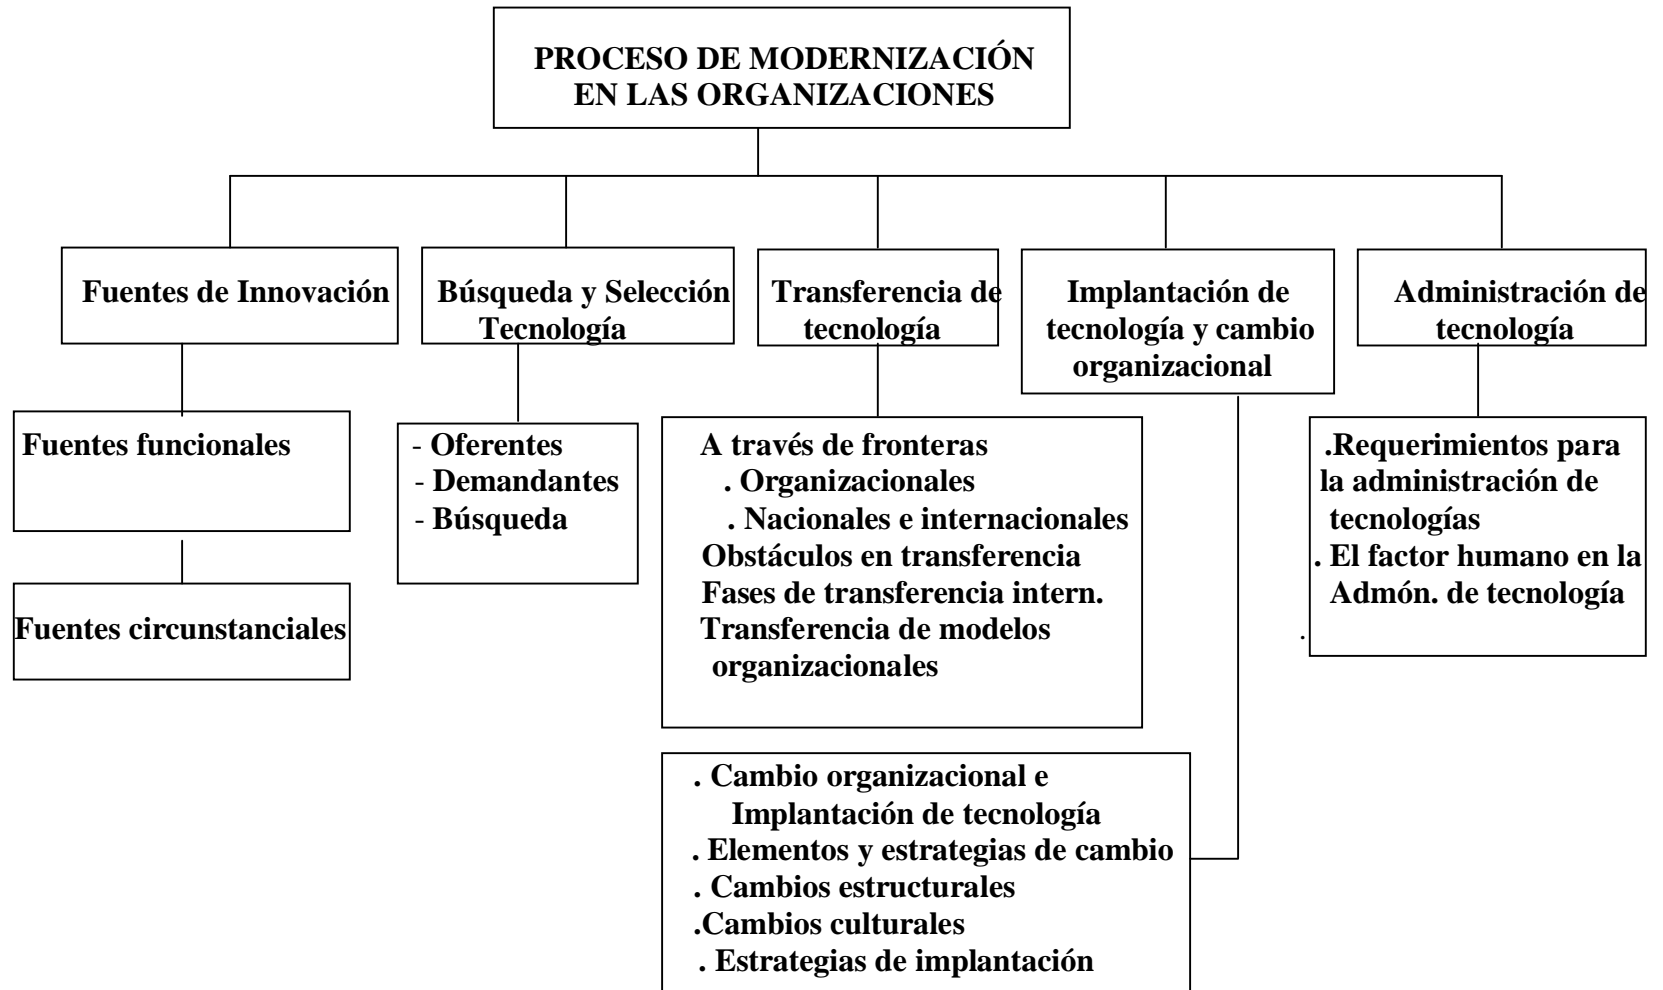 PROCESO DE MODERNIZACIÓN
EN LAS ORGANIZACIONES
Fuentes de Innovación
Búsqueda y Selección
Tecnología
Transferencia de
tecnología
Implantación de
tecnología y cambio
organizacional
Administración de
tecnología
Fuentes funcionales
Fuentes circunstanciales
- Oferentes
- Demandantes
- Búsqueda
A través de fronteras
. Organizacionales
. Nacionales e internacionales
Obstáculos en transferencia
Fases de transferencia intern.
Transferencia de modelos
organizacionales
. Cambio organizacional e
Implantación de tecnología
. Elementos y estrategias de cambio
. Cambios estructurales
.Cambios culturales
. Estrategias de implantación
.Requerimientos para
la administración de
tecnologías
. El factor humano en la
Admón. de tecnología
.